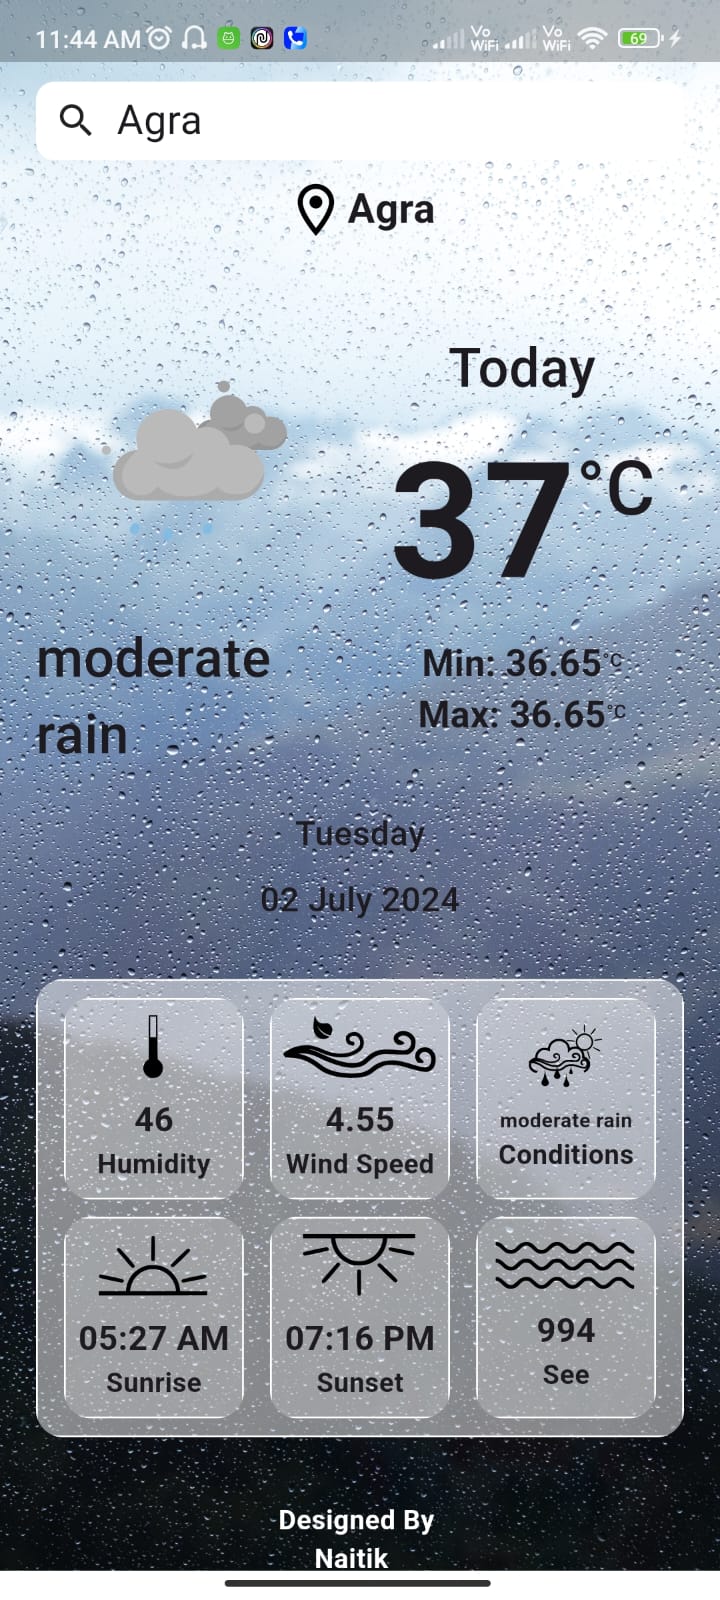 11:44 AM Vo WiFi Vo WiFi 69
Agra
Agra
Today
37°C
moderate
rain
Min: 36.65°C
Max: 36.65°C
Tuesday
02 July 2024
46
Humidity
4.55
Wind Speed
moderate rain
Conditions
05:27 AM
Sunrise
07:16 PM
Sunset
994
See
Designed By
Naitik